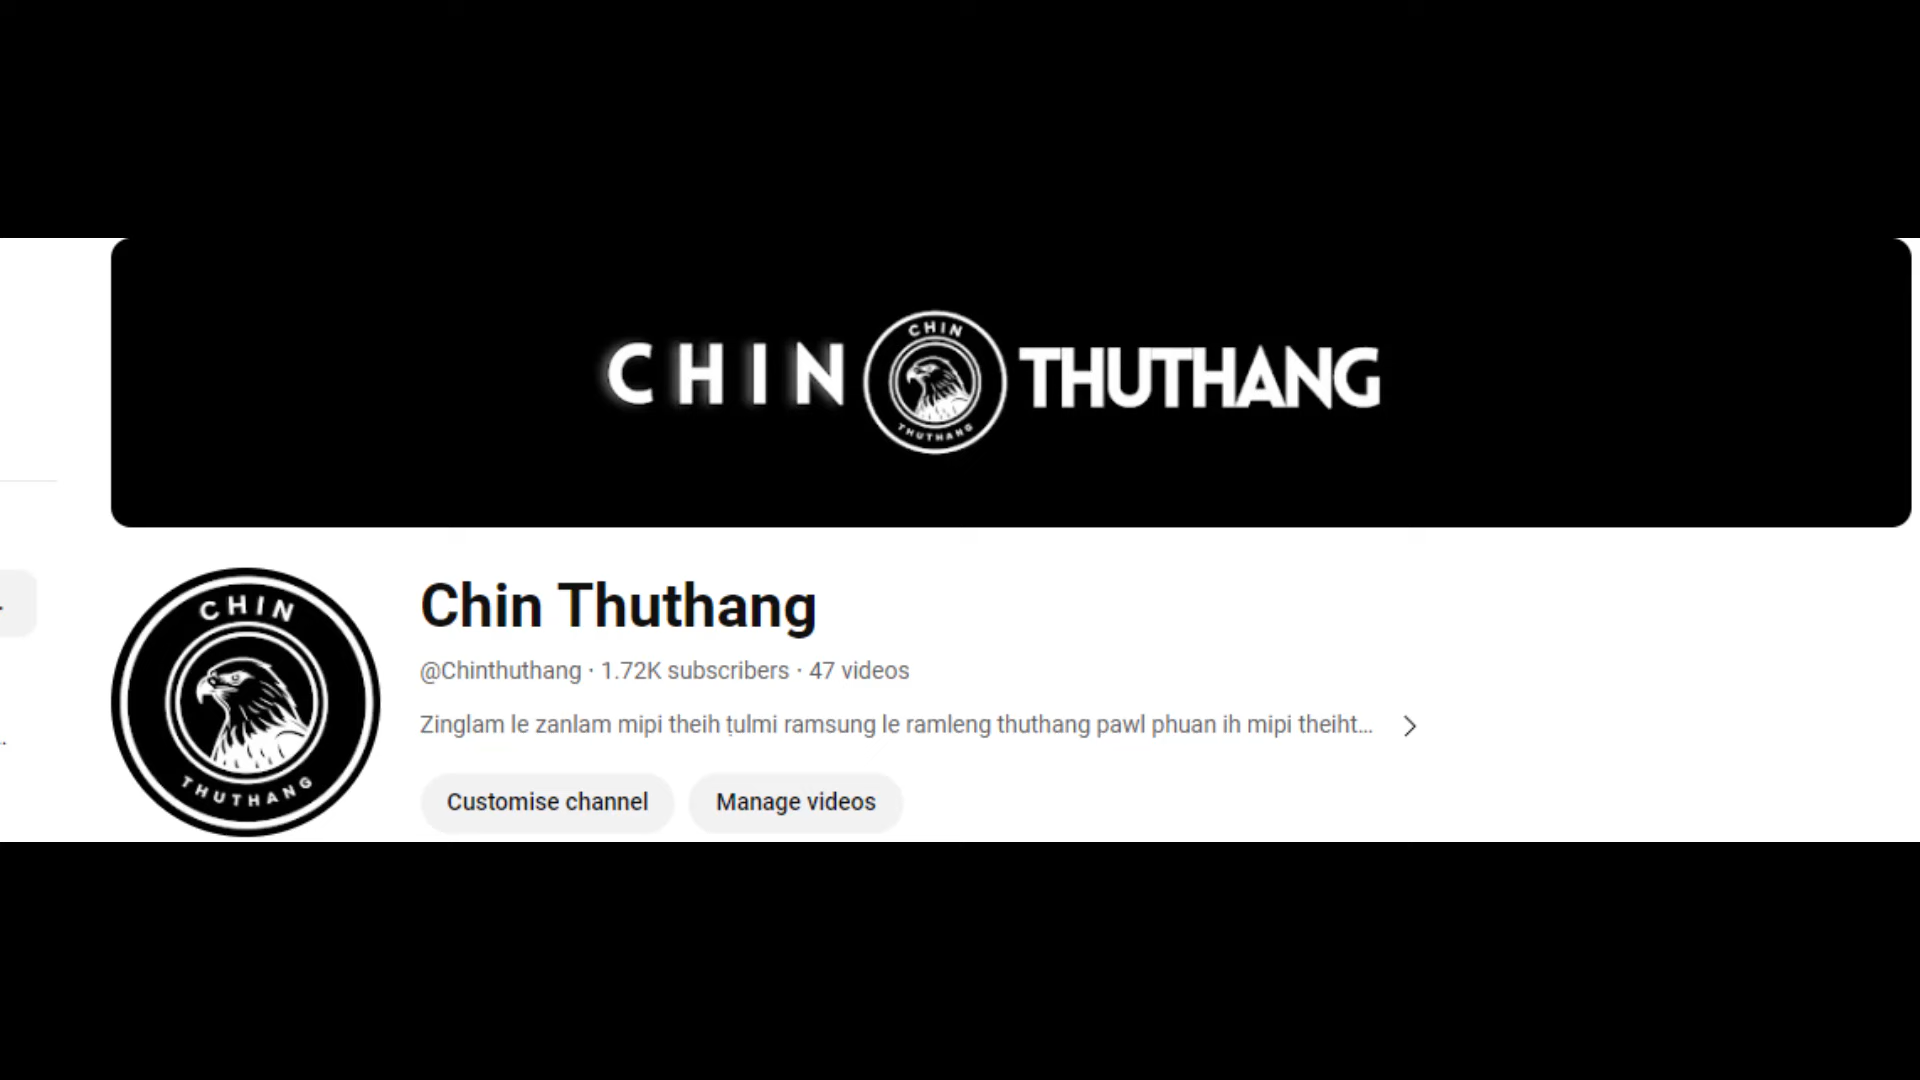 CHIN CHIN THUTHANG THUTHANG
CHIN
THUTHANG
Chin Thuthang
@Chinthuthang · 1.72K subscribers · 47 videos
Zinglam le zanlam mipi theih ṭulmi ramsung le ramleng thuthang pawl phuan ih mipi theiht...
Customise channel Manage videos